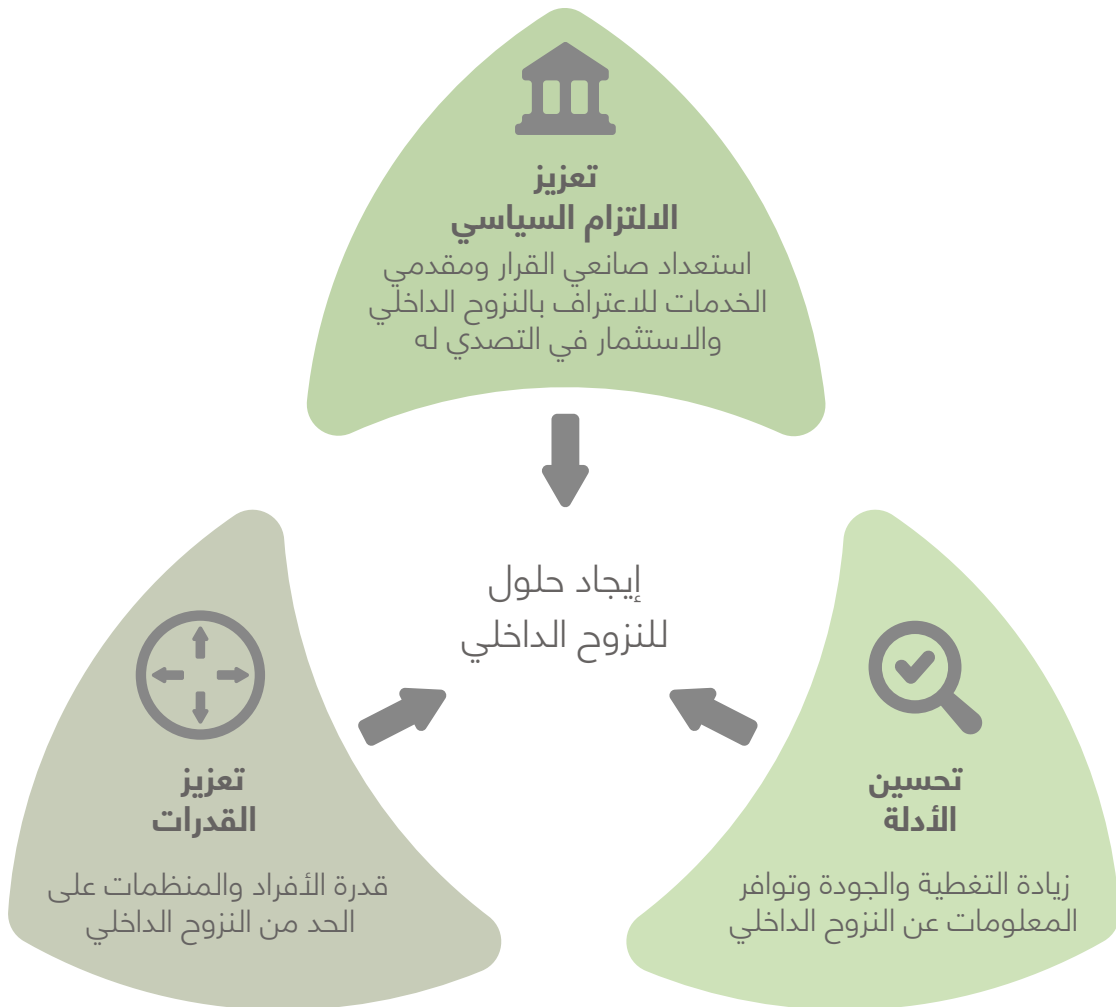 تعزيز
الالتزام السياسي
استعداد صانعي القرار ومقدمي
الخدمات للاعتراف بالنزوح الداخلي
والاستثمار في التصدي له
إيجاد حلول
للنزوح الداخلي
تحسين
الأدلة
زيادة التغطية والجودة وتوافر
المعلومات عن النزوح الداخلي
تعزيز
القدرات
قدرة الأفراد والمنظمات على
الحد من النزوح الداخلي